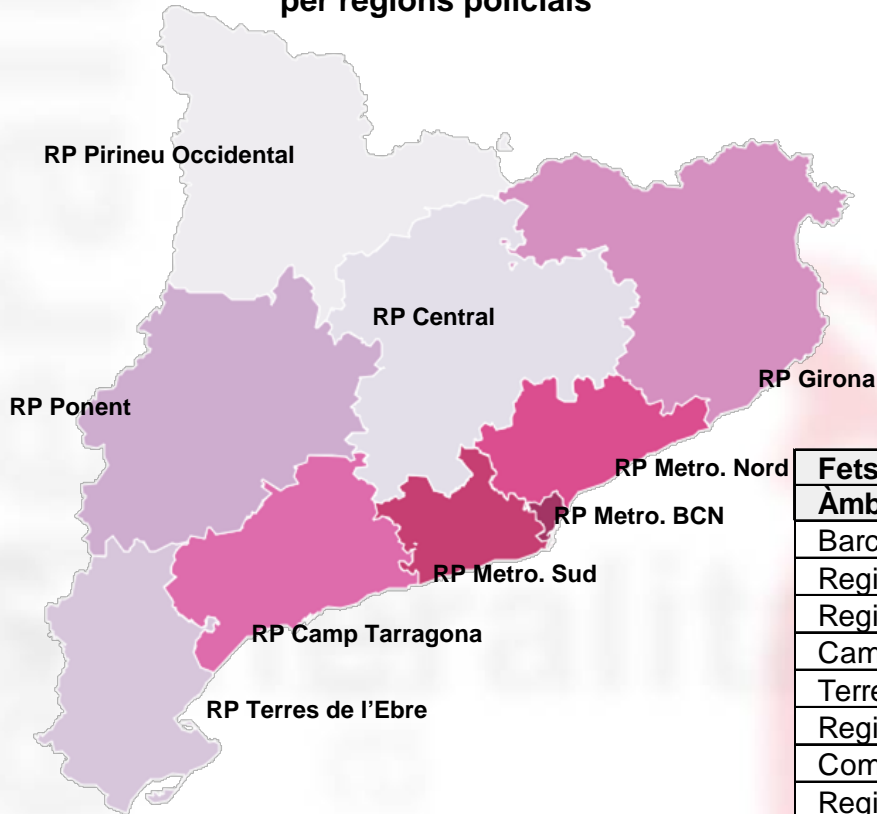 per regions policials
RP Pirineu Occidental
RP Central
RP Girona
RP Ponent
RP Metro. Nord
RP Metro. BCN
RP Metro. Sud
RP Camp Tarragona
RP Terres de l'Ebre
Fets